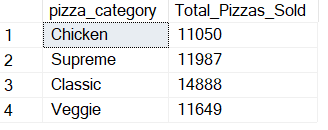 pizza_category Total_Pizzas_Sold
1 Chicken 11050
2 Supreme 11987
3 Classic 14888
4 Veggie 11649